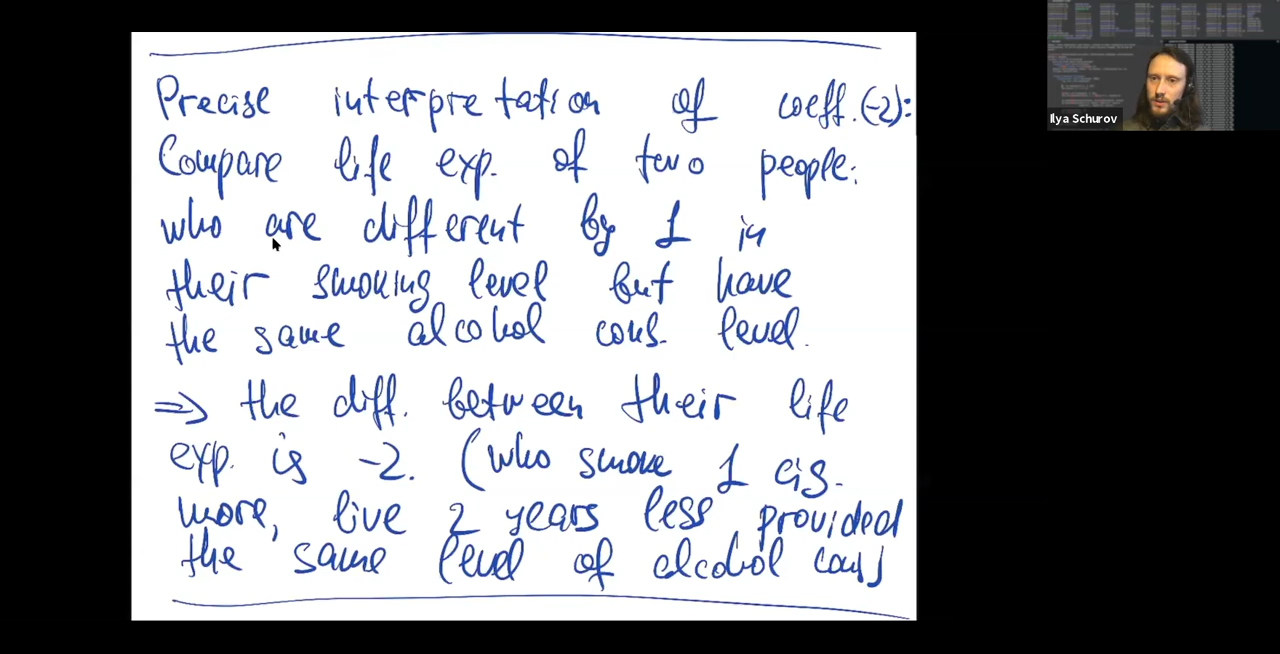 Precise interpretation of coeff. (-2):
Compare life exp. of two people:
who are different by 1 in
their smoking level but have
the same alcohol cons. level.
⇒ the diff. between their life
exp. is -2. (who smoke 1 cig.
more, live 2 years less, provided
the same level of alcohol cons)
Ilya Schurov